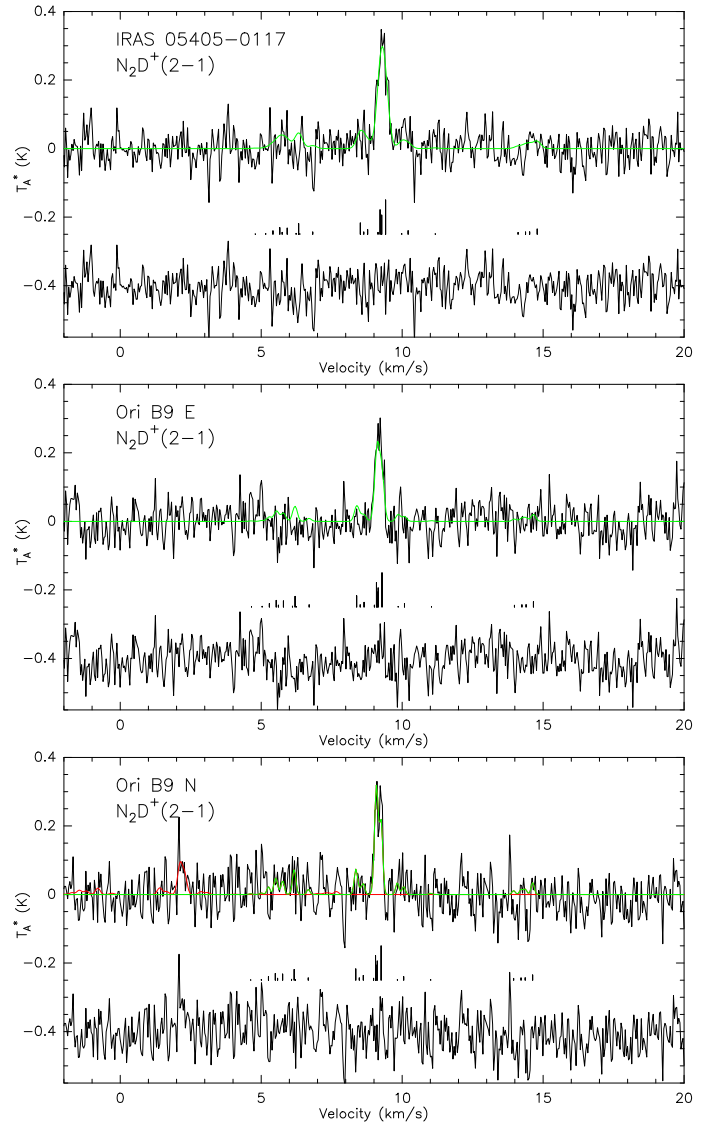 IRAS 05405−0117
N₂D⁺(2−1)
0.4
0.2
0
−0.2
−0.4
T_A* (K)
0 5 10 15 20
Velocity (km/s)
Ori B9 E
N₂D⁺(2−1)
0.4
0.2
0
−0.2
−0.4
T_A* (K)
0 5 10 15 20
Velocity (km/s)
Ori B9 N
N₂D⁺(2−1)
0.4
0.2
0
−0.2
−0.4
T_A* (K)
0 5 10 15 20
Velocity (km/s)